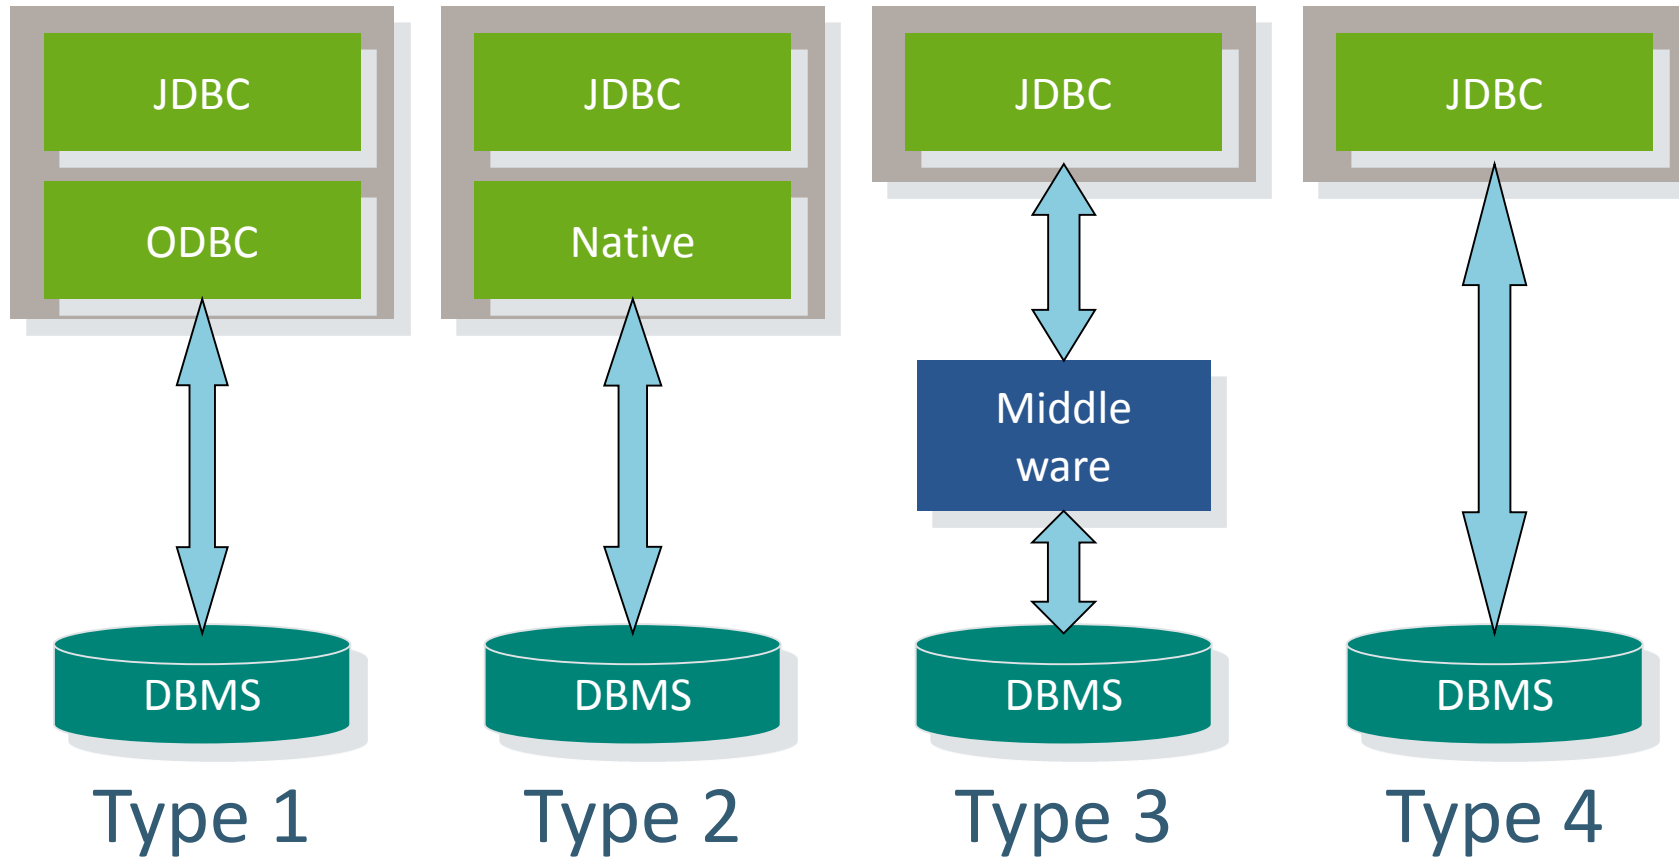 JDBC
ODBC
DBMS
Type 1
JDBC
Native
DBMS
Type 2
JDBC
Middle
ware
DBMS
Type 3
JDBC
DBMS
Type 4